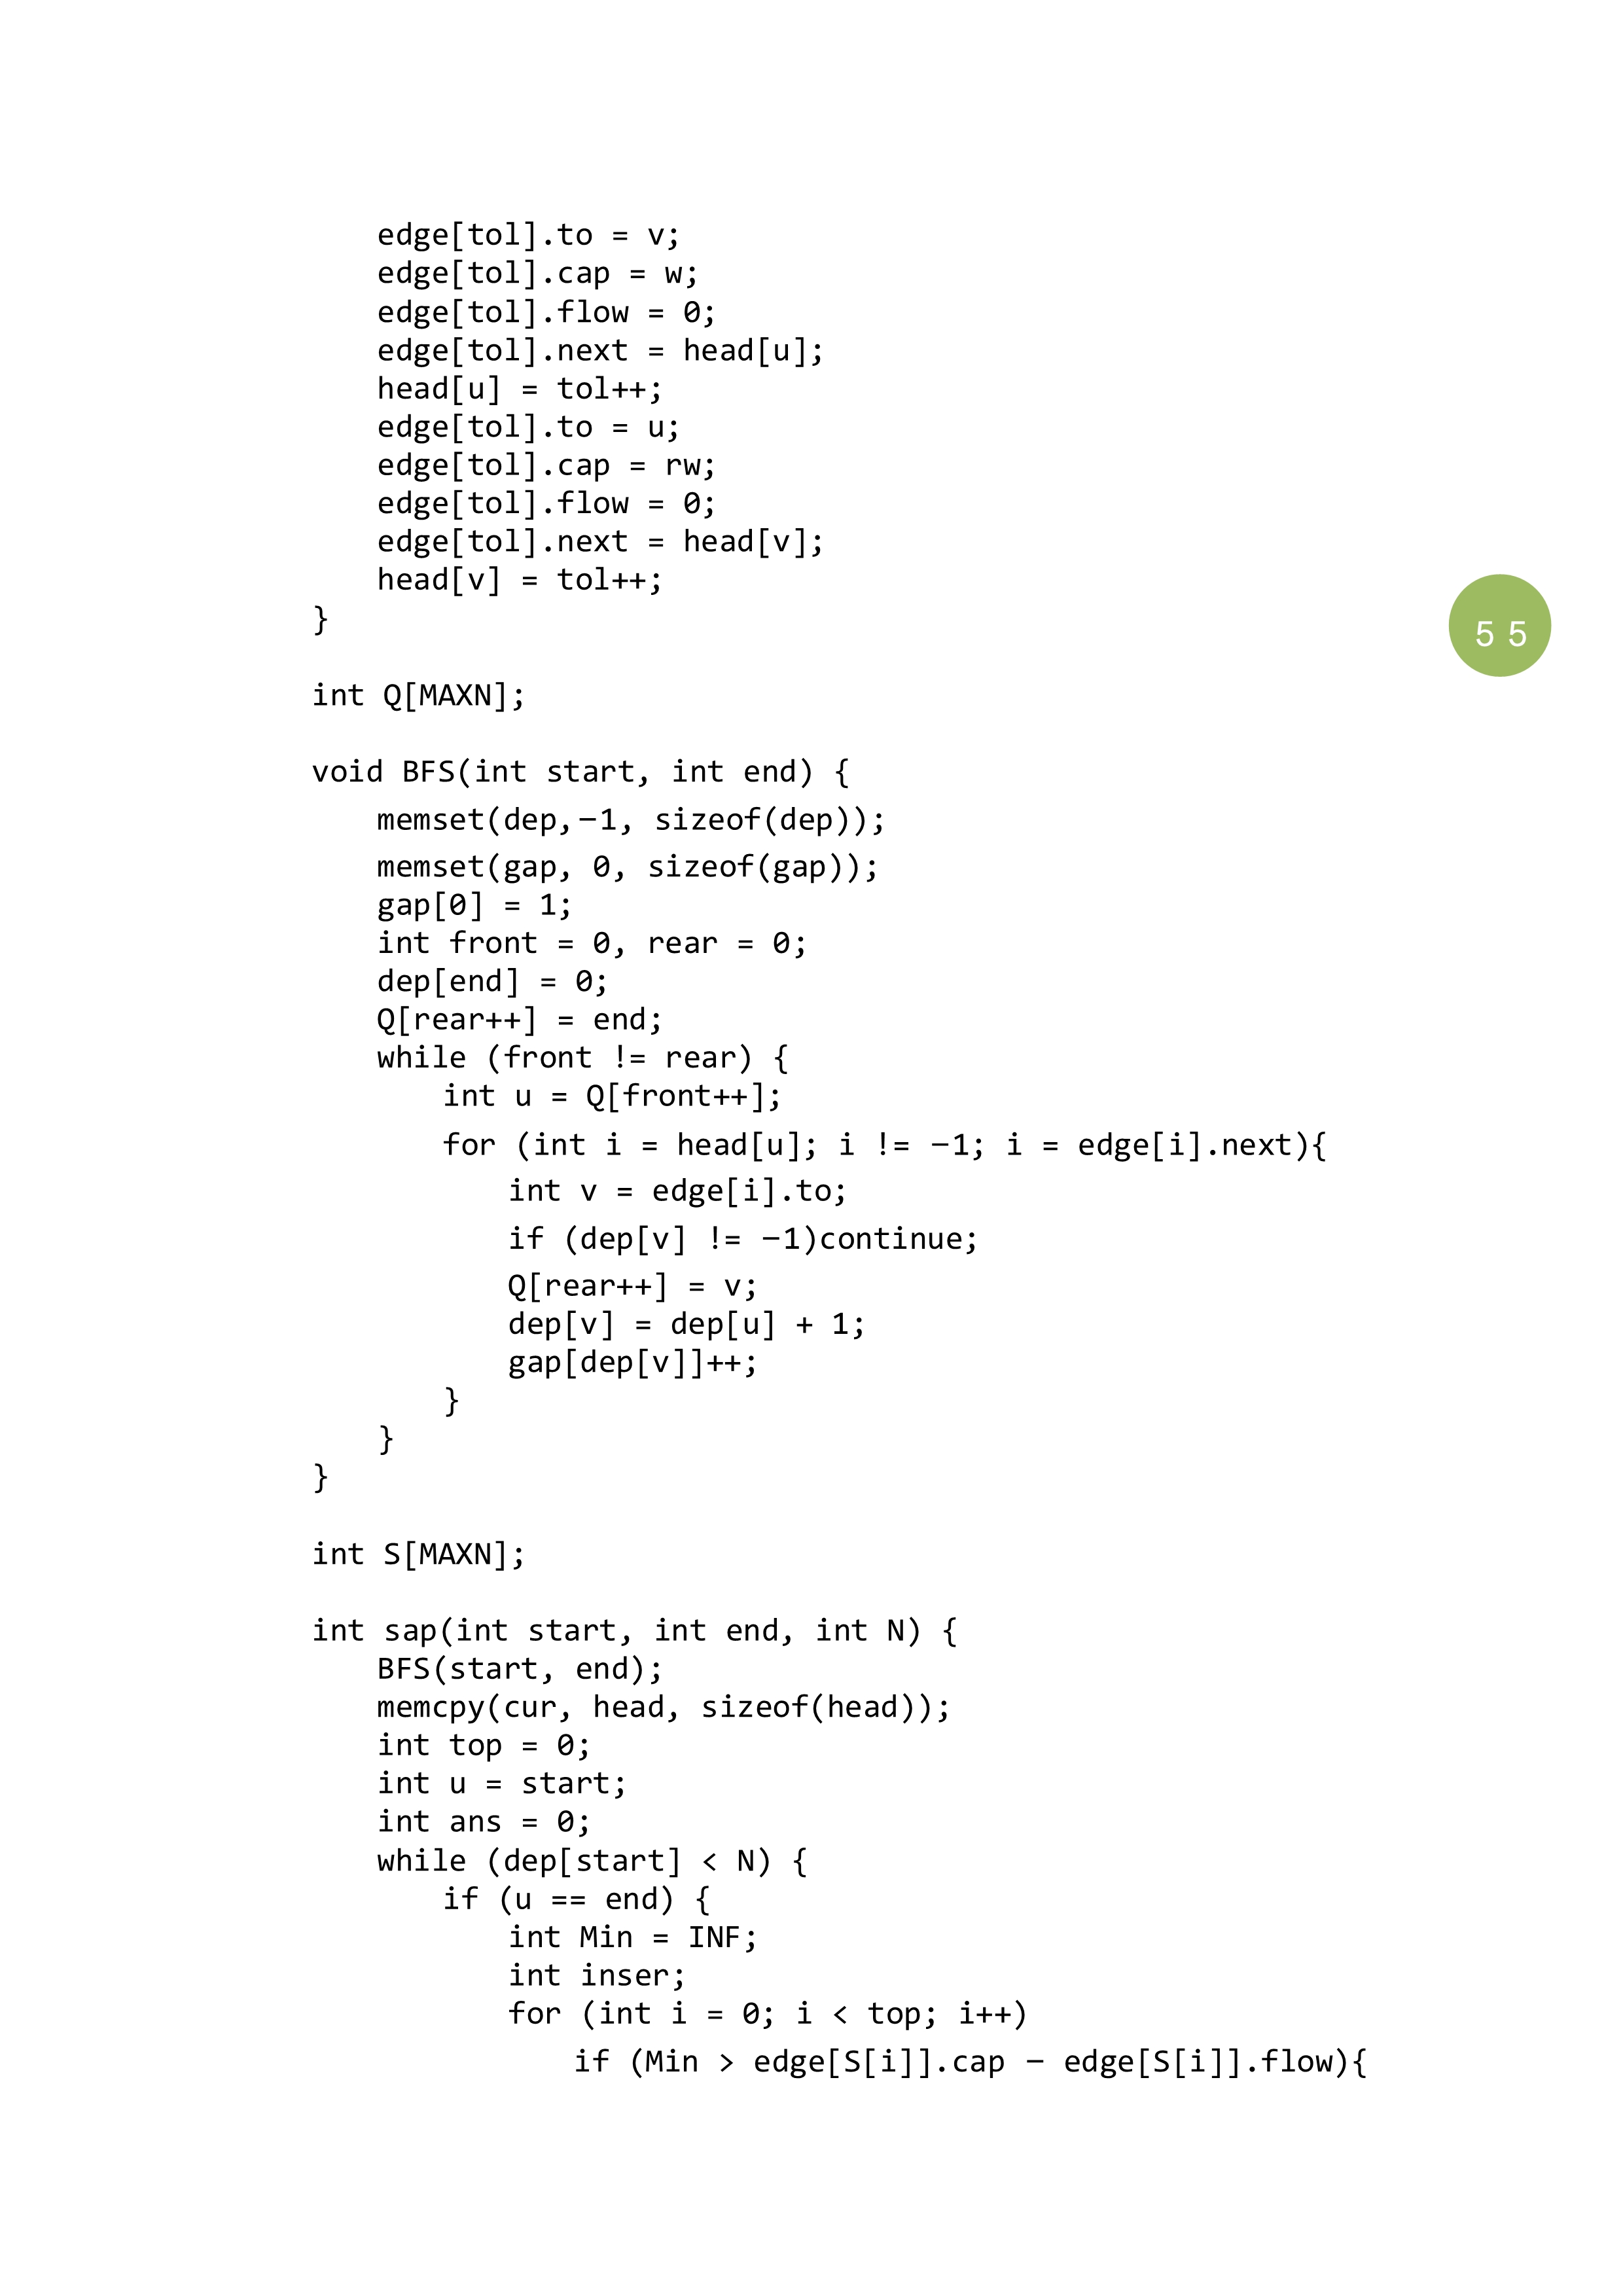 edge[tol].to = v;
edge[tol].cap = w;
edge[tol].flow = 0;
edge[tol].next = head[u];
head[u] = tol++;
edge[tol].to = u;
edge[tol].cap = rw;
edge[tol].flow = 0;
edge[tol].next = head[v];
head[v] = tol++;
}
55
int Q[MAXN];
void BFS(int start, int end) {
memset(dep,−1, sizeof(dep));
memset(gap, 0, sizeof(gap));
gap[0] = 1;
int front = 0, rear = 0;
dep[end] = 0;
Q[rear++] = end;
while (front != rear) {
int u = Q[front++];
for (int i = head[u]; i != −1; i = edge[i].next){
int v = edge[i].to;
if (dep[v] != −1)continue;
Q[rear++] = v;
dep[v] = dep[u] + 1;
gap[dep[v]]++;
}
}
}
int S[MAXN];
int sap(int start, int end, int N) {
BFS(start, end);
memcpy(cur, head, sizeof(head));
int top = 0;
int u = start;
int ans = 0;
while (dep[start] < N) {
if (u == end) {
int Min = INF;
int inser;
for (int i = 0; i < top; i++)
if (Min > edge[S[i]].cap − edge[S[i]].flow){